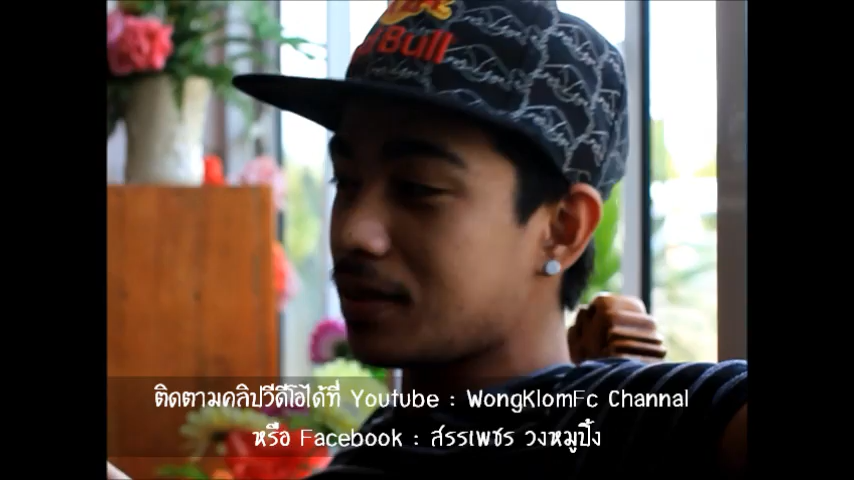 Red Bull
ติดตามคลิปวีดีโอได้ที่ Youtube : WongKlomFc Channal
หรือ Facebook : สรรเพชร วงหมูปิ้ง